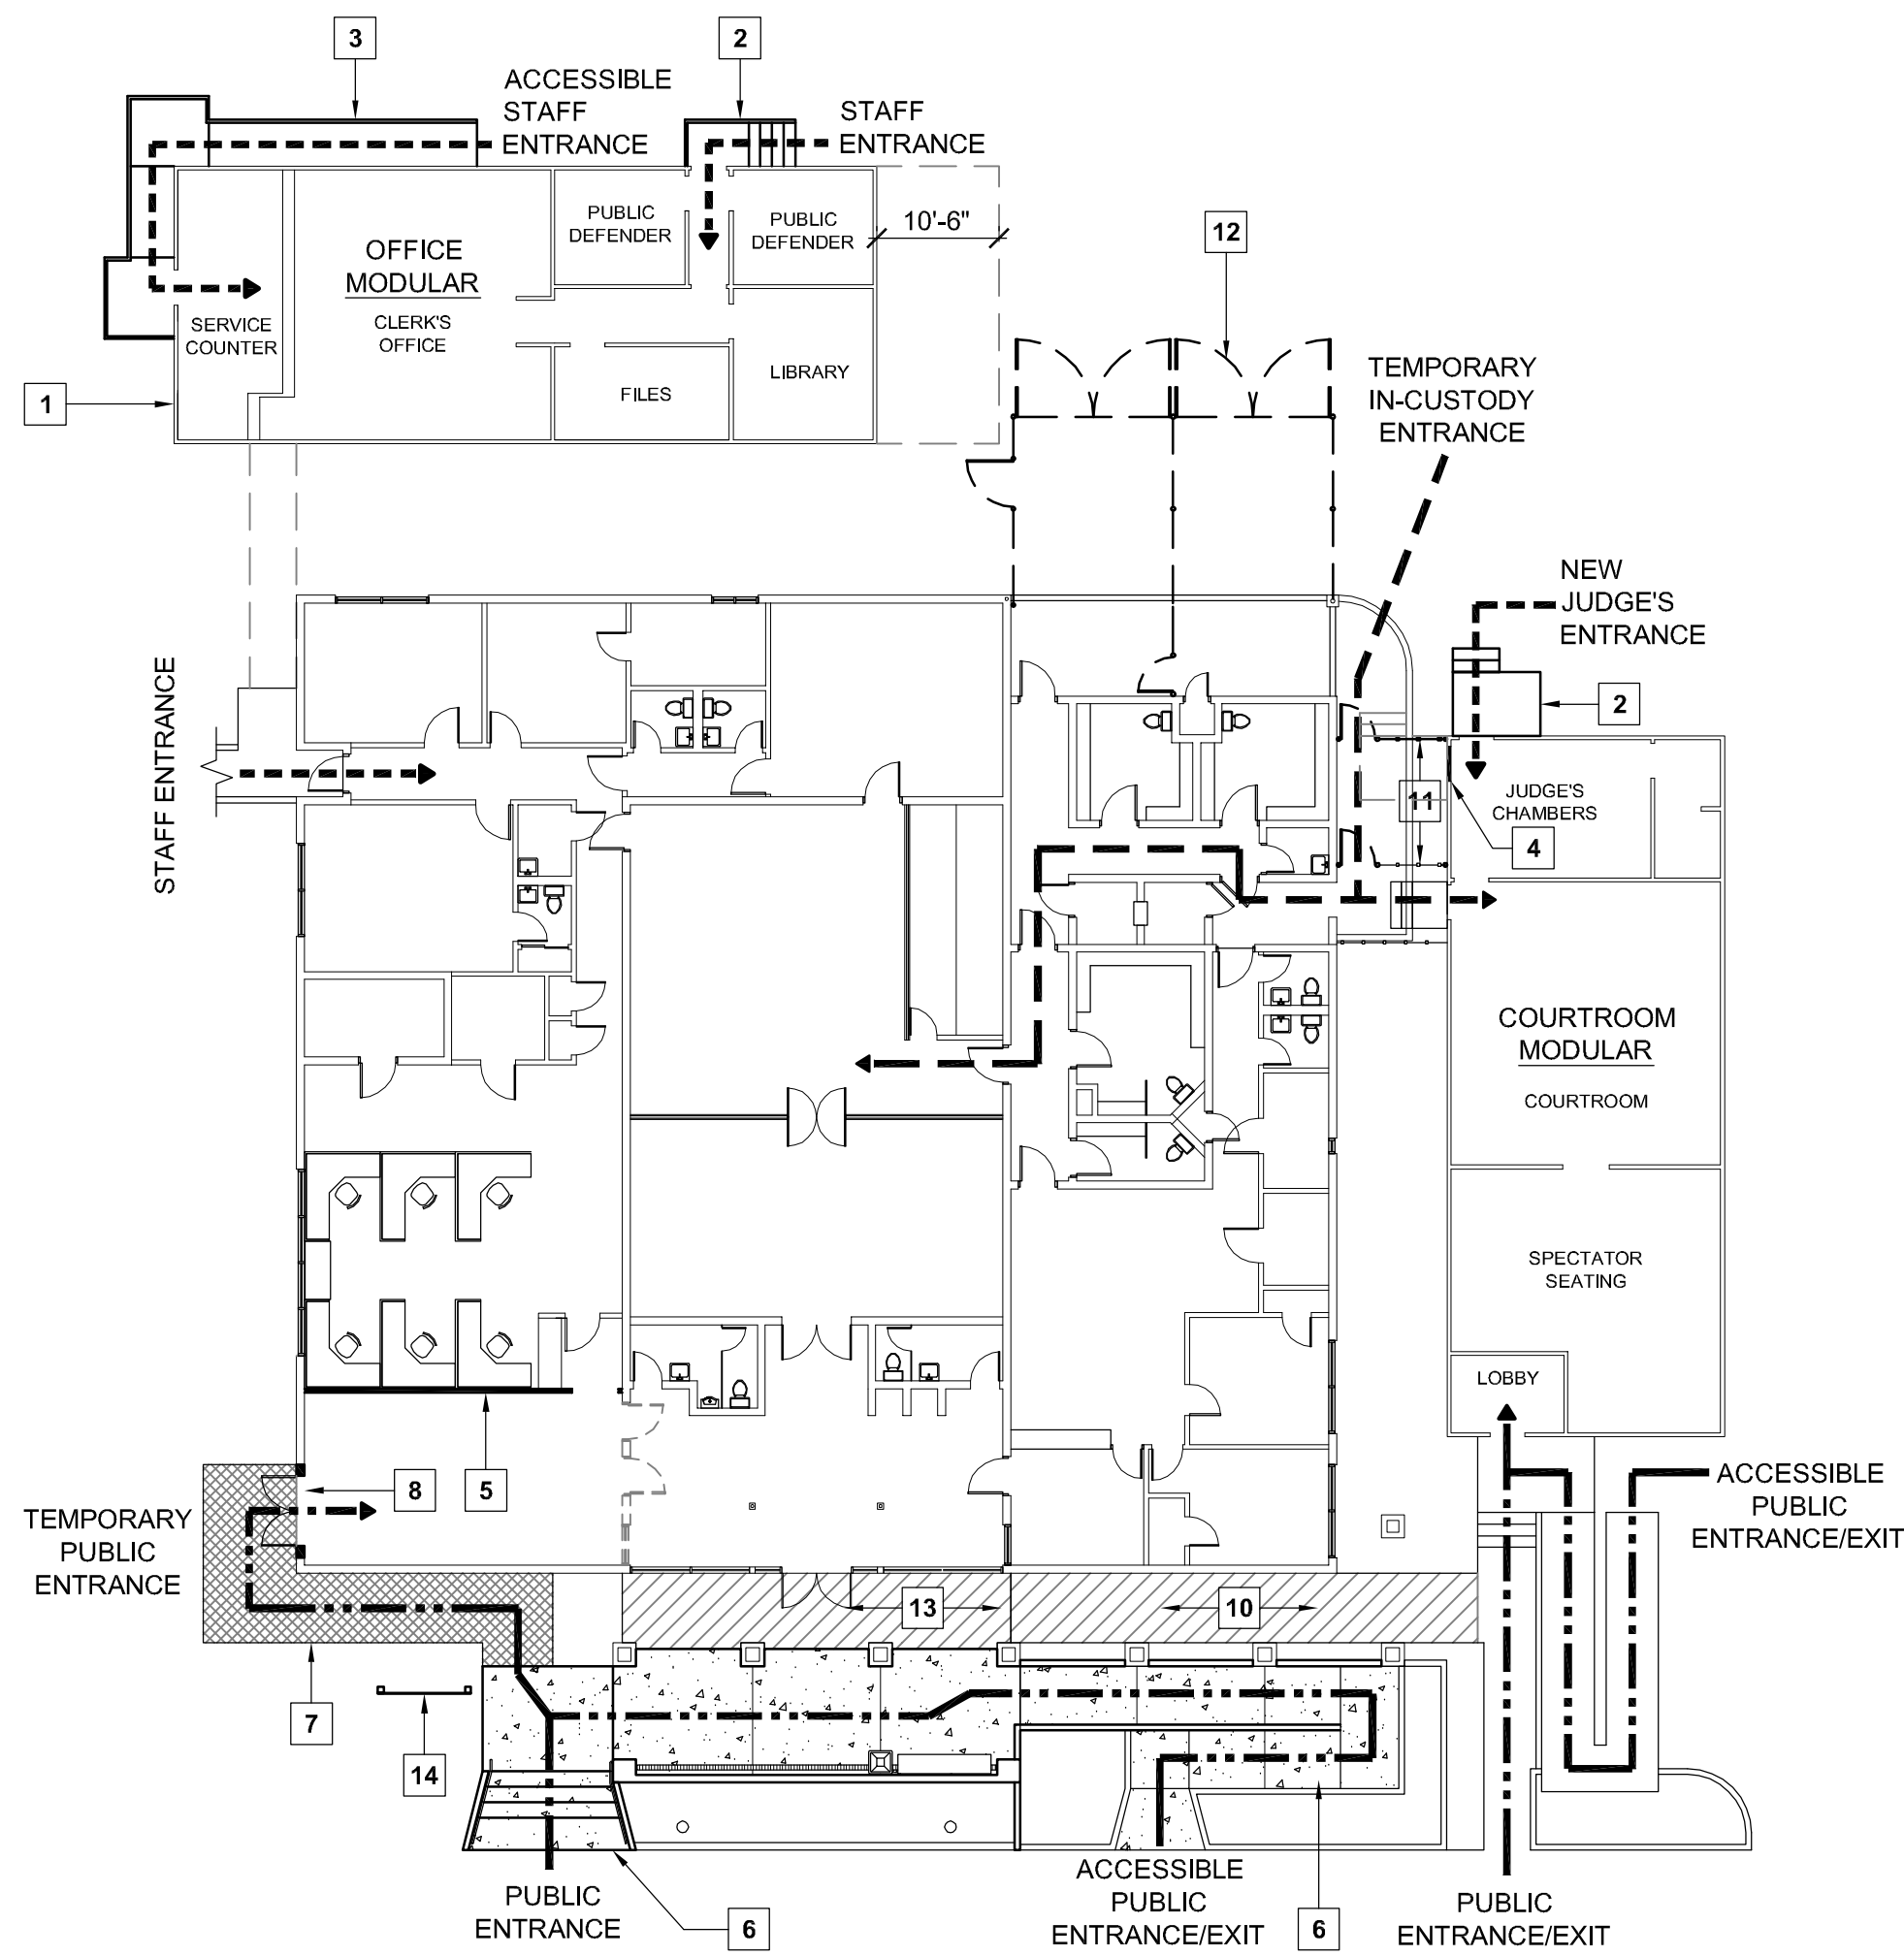 3
2
ACCESSIBLE
STAFF
ENTRANCE
STAFF
ENTRANCE
PUBLIC
DEFENDER
PUBLIC
DEFENDER
10'-6"
12
OFFICE
MODULAR
CLERK'S
OFFICE
SERVICE
COUNTER
FILES
LIBRARY
1
TEMPORARY
IN-CUSTODY
ENTRANCE
NEW
JUDGE'S
ENTRANCE
2
STAFF ENTRANCE
11
JUDGE'S
CHAMBERS
4
COURTROOM
MODULAR
COURTROOM
SPECTATOR
SEATING
LOBBY
8
5
TEMPORARY
PUBLIC
ENTRANCE
ACCESSIBLE
PUBLIC
ENTRANCE/EXIT
13
10
7
14
PUBLIC
ENTRANCE
6
ACCESSIBLE
PUBLIC
ENTRANCE/EXIT
6
PUBLIC
ENTRANCE/EXIT